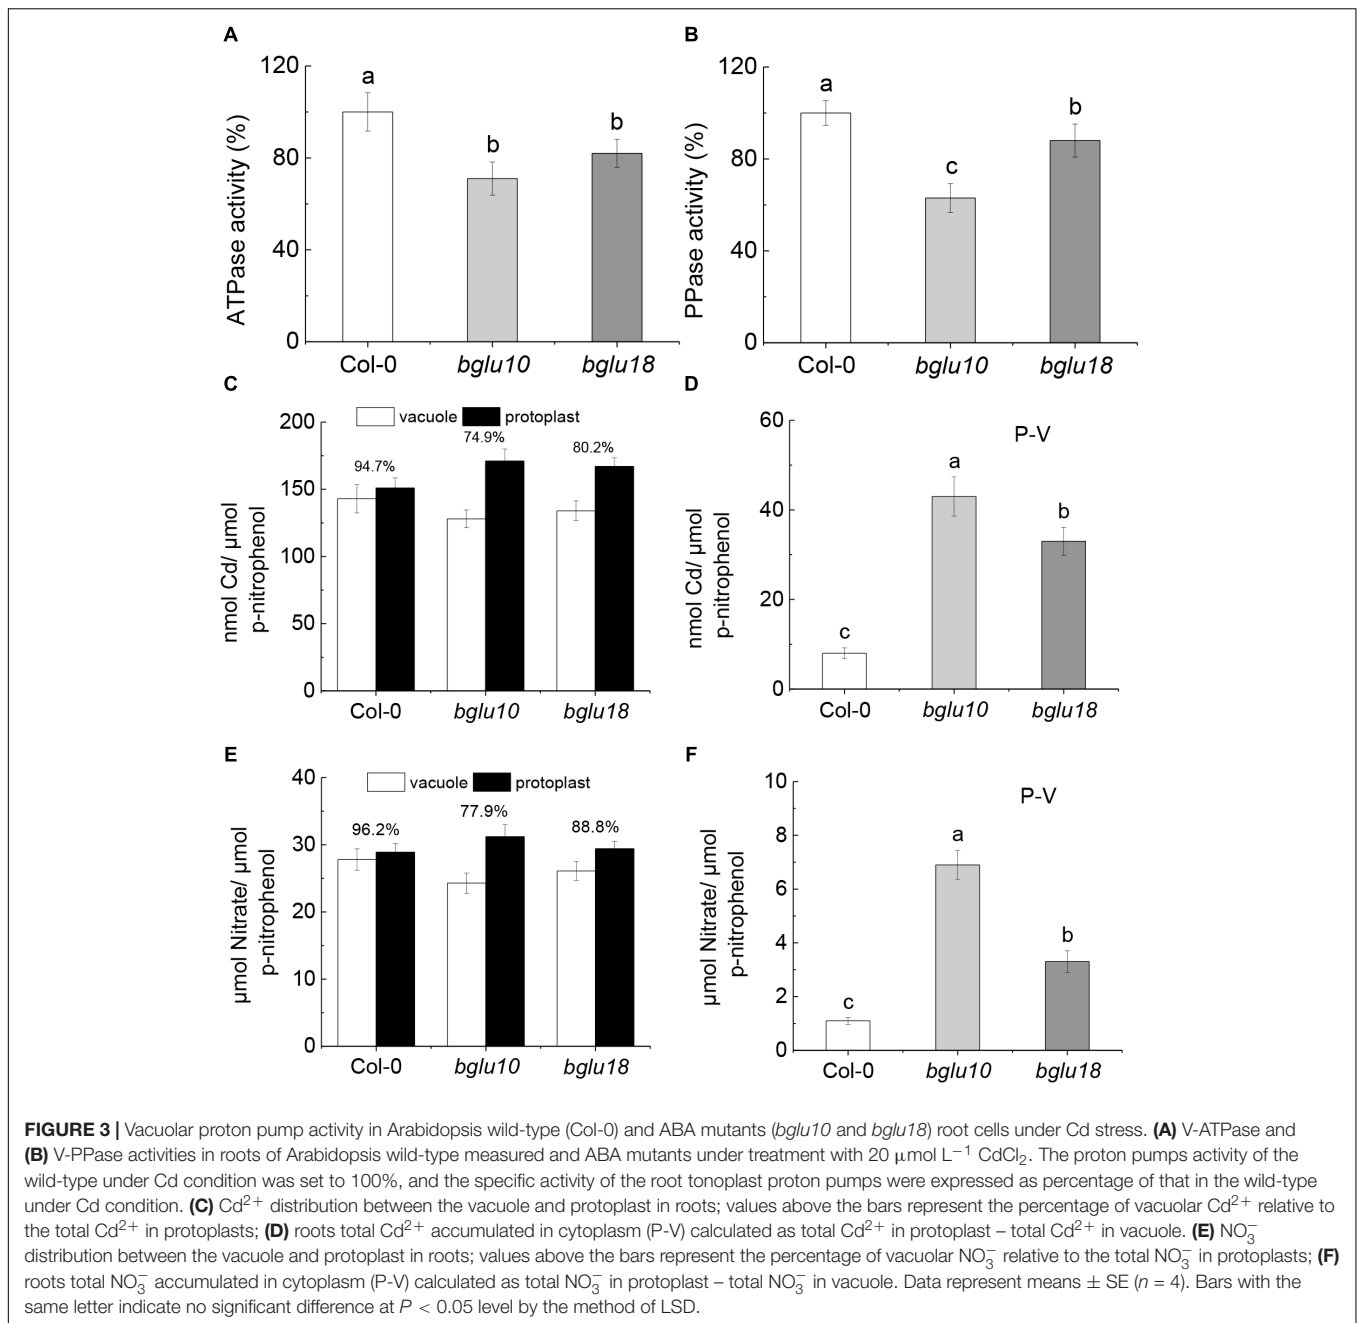 A
120
80
40
0
ATPase activity (%)
a
b
b
Col-0
bglu10
bglu18
B
120
80
40
0
PPase activity (%)
a
c
b
Col-0
bglu10
bglu18
C
200
150
100
50
0
nmol Cd/ µmol
p-nitrophenol
vacuole
protoplast
94.7%
74.9%
80.2%
Col-0
bglu10
bglu18
D
60
40
20
0
nmol Cd/ µmol
p-nitrophenol
P-V
c
a
b
Col-0
bglu10
bglu18
E
40
30
20
10
0
µmol Nitrate/ µmol
p-nitrophenol
vacuole
protoplast
96.2%
77.9%
88.8%
Col-0
bglu10
bglu18
F
10
8
6
4
2
0
µmol Nitrate/ µmol
p-nitrophenol
P-V
c
a
b
Col-0
bglu10
bglu18
FIGURE 3 | Vacuolar proton pump activity in Arabidopsis wild-type (Col-0) and ABA mutants (bglu10 and bglu18) root cells under Cd stress. (A) V-ATPase and
(B) V-PPase activities in roots of Arabidopsis wild-type measured and ABA mutants under treatment with 20 µmol L⁻¹ CdCl₂. The proton pumps activity of the
wild-type under Cd condition was set to 100%, and the specific activity of the root tonoplast proton pumps were expressed as percentage of that in the wild-type
under Cd condition. (C) Cd²⁺ distribution between the vacuole and protoplast in roots; values above the bars represent the percentage of vacuolar Cd²⁺ relative to
the total Cd²⁺ in protoplasts; (D) roots total Cd²⁺ accumulated in cytoplasm (P-V) calculated as total Cd²⁺ in protoplast – total Cd²⁺ in vacuole. (E) NO₃⁻
distribution between the vacuole and protoplast in roots; values above the bars represent the percentage of vacuolar NO₃⁻ relative to the total NO₃⁻ in protoplasts; (F)
roots total NO₃⁻ accumulated in cytoplasm (P-V) calculated as total NO₃⁻ in protoplast – total NO₃⁻ in vacuole. Data represent means ± SE (n = 4). Bars with the
same letter indicate no significant difference at P < 0.05 level by the method of LSD.